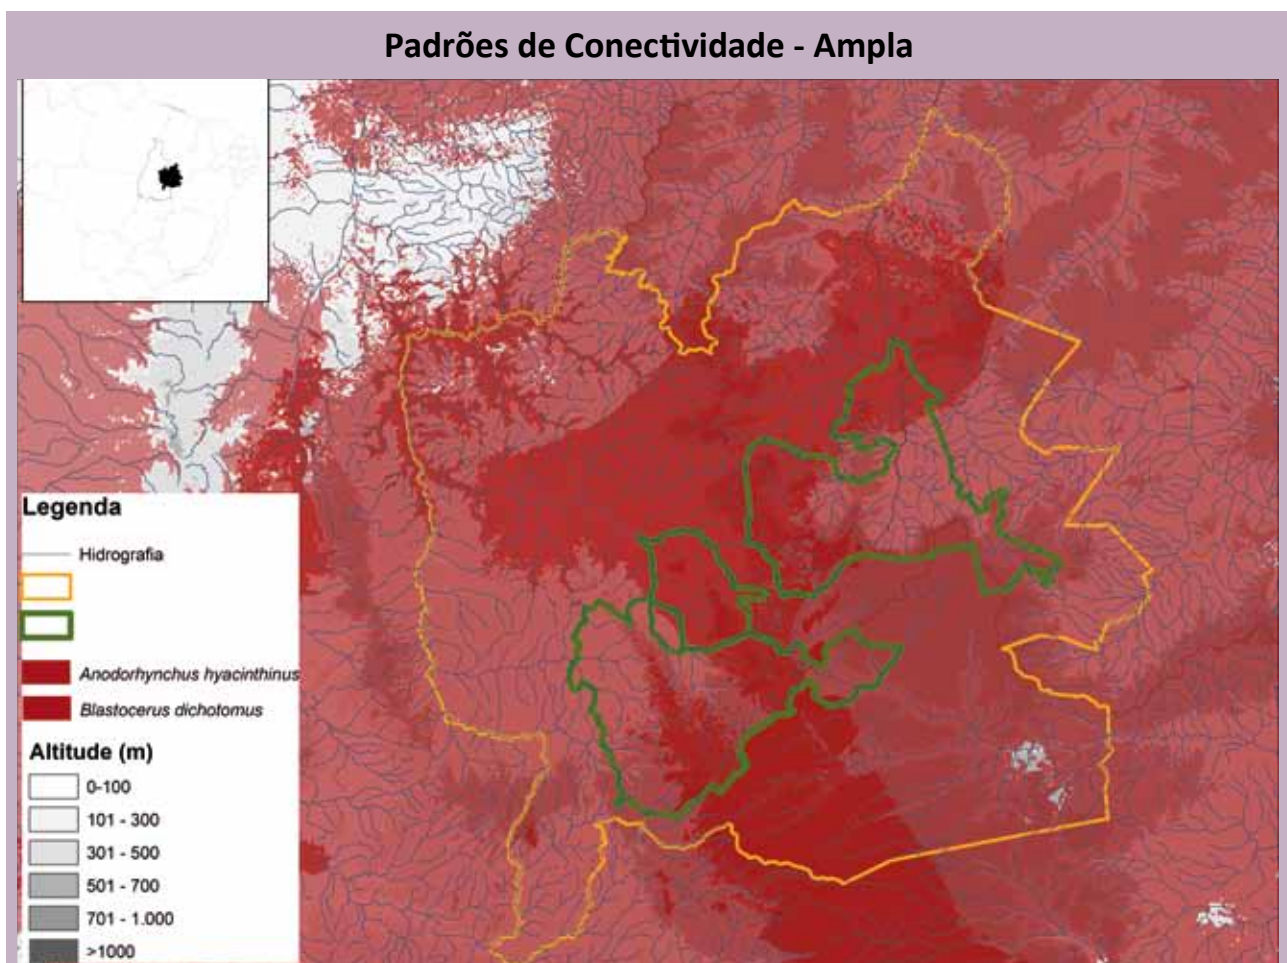 Padrões de Conectividade - Ampla
Legenda
Hidrografia
Anodorhynchus hyacinthinus
Blastocerus dichotomus
Altitude (m)
0-100
101 - 300
301 - 500
501 - 700
701 - 1.000
>1000